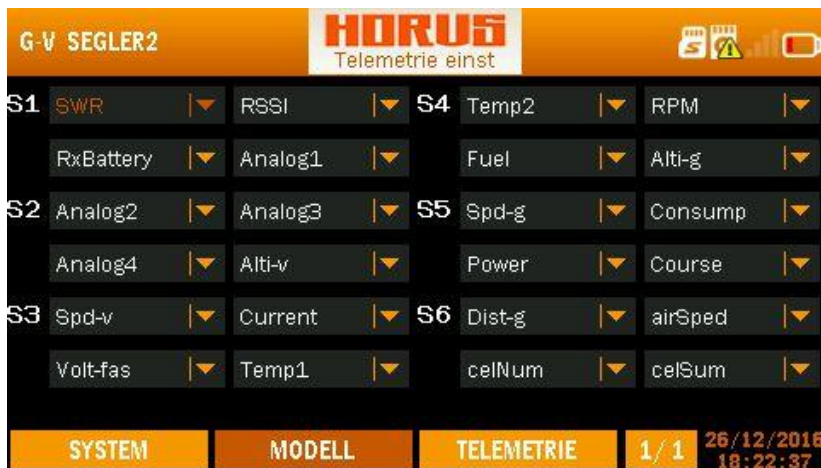 G-V SEGLER2
HORUS
Telemetrie einst
S1 SWR RSSI S4 Temp2 RPM
RxBattery Analog1 Fuel Alti-g
S2 Analog2 Analog3 S5 Spd-g Consump
Analog4 Alti-v Power Course
S3 Spd-v Current S6 Dist-g airSped
Volt-fas Temp1 celNum celSum
SYSTEM MODELL TELEMETRIE 1/1 26/12/2016
18:22:37